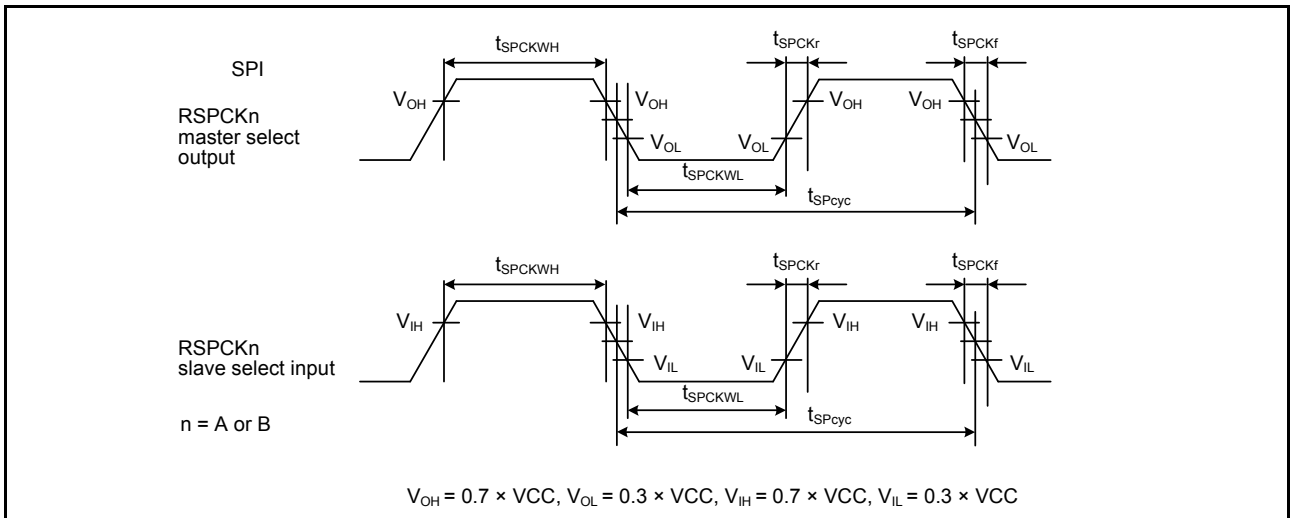 SPI
RSPCKn
master select
output
tSPCKWH
tSPCKr
tSPCKf
VOH
VOH
VOH
VOH
VOL
VOL
VOL
tSPCKWL
tSPcyc
RSPCKn
slave select input
tSPCKWH
tSPCKr
tSPCKf
VIH
VIH
VIH
VIH
VIL
VIL
VIL
tSPCKWL
tSPcyc
n = A or B
VOH = 0.7 × VCC, VOL = 0.3 × VCC, VIH = 0.7 × VCC, VIL = 0.3 × VCC